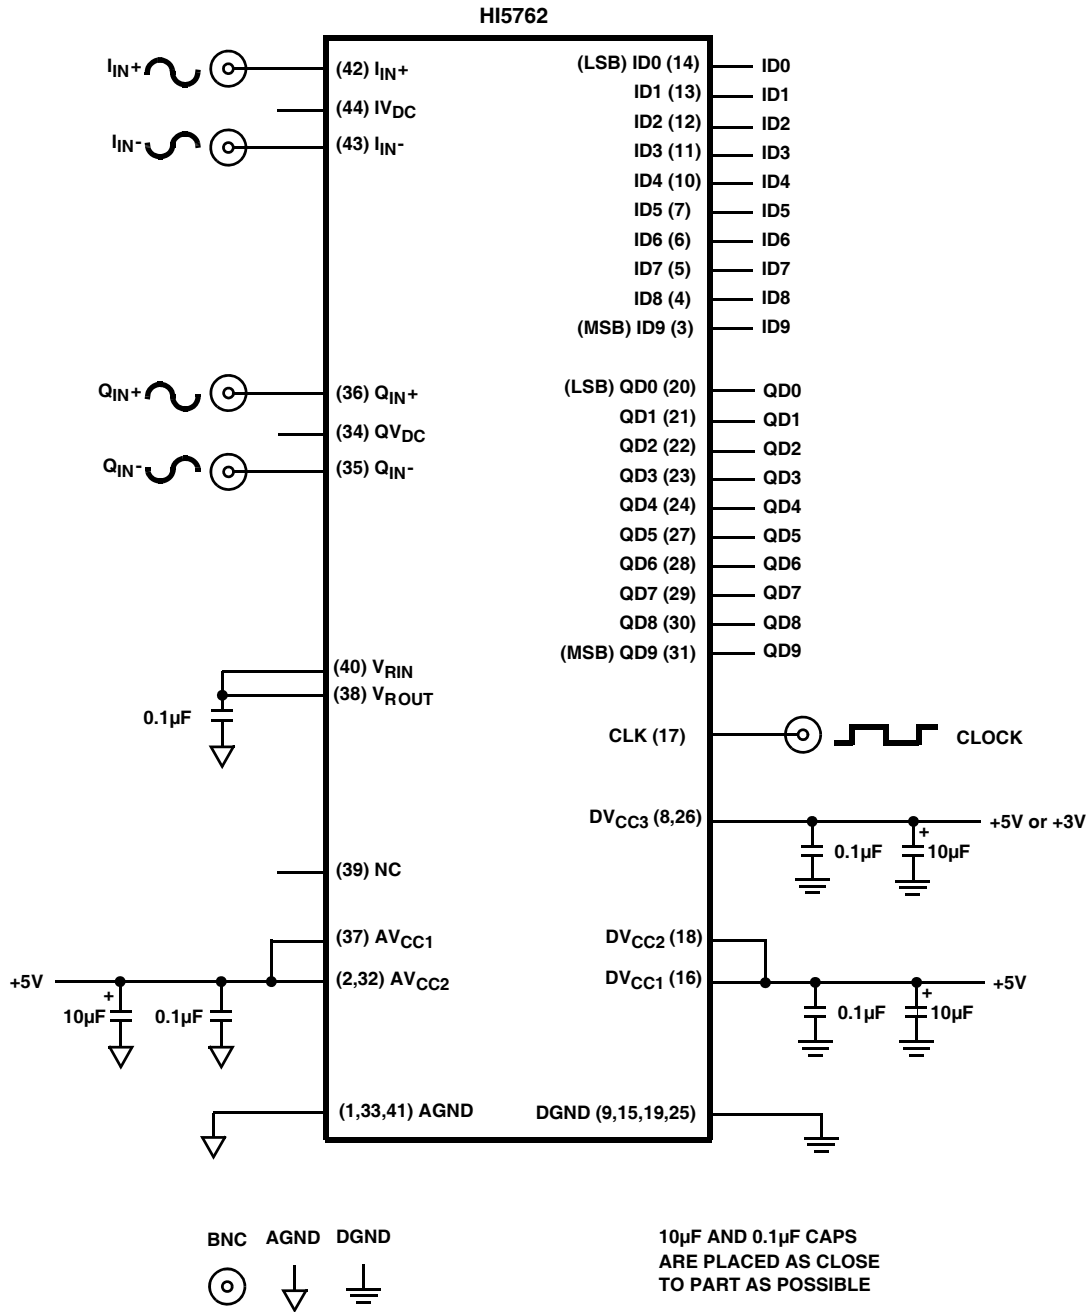 HI5762
IIN+
(42) IIN+
(44) IVDC
IIN-
(43) IIN-
QIN+
(36) QIN+
(34) QVDC
QIN-
(35) QIN-
(40) VRIN
(38) VROUT
0.1µF
(39) NC
(37) AVCC1
+5V
(2,32) AVCC2
+
10µF
0.1µF
(1,33,41) AGND
(LSB) ID0 (14)
ID0
ID1 (13)
ID1
ID2 (12)
ID2
ID3 (11)
ID3
ID4 (10)
ID4
ID5 (7)
ID5
ID6 (6)
ID6
ID7 (5)
ID7
ID8 (4)
ID8
(MSB) ID9 (3)
ID9
(LSB) QD0 (20)
QD0
QD1 (21)
QD1
QD2 (22)
QD2
QD3 (23)
QD3
QD4 (24)
QD4
QD5 (27)
QD5
QD6 (28)
QD6
QD7 (29)
QD7
QD8 (30)
QD8
(MSB) QD9 (31)
QD9
CLK (17)
CLOCK
DVCC3 (8,26)
+5V or +3V
0.1µF
+
10µF
DVCC2 (18)
DVCC1 (16)
+5V
0.1µF
+
10µF
DGND (9,15,19,25)
BNC
AGND
DGND
10µF AND 0.1µF CAPS
ARE PLACED AS CLOSE
TO PART AS POSSIBLE